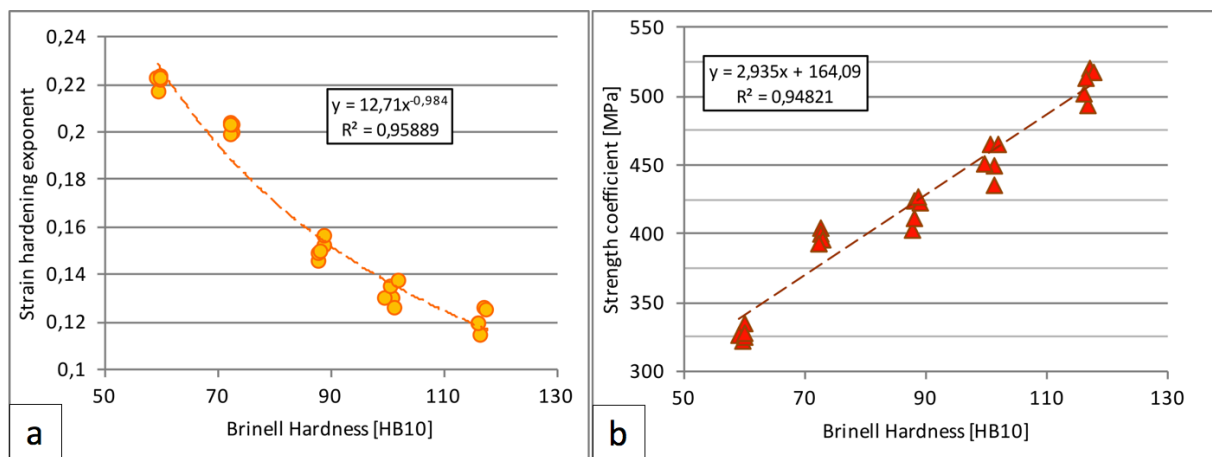 0,24
0,22
0,2
0,18
0,16
0,14
0,12
0,1
Strain hardening exponent
y = 12,71x-0,984
R² = 0,95889
50
70
90
110
130
Brinell Hardness [HB10]
a
550
500
450
400
350
300
Strength coefficient [MPa]
y = 2,935x + 164,09
R² = 0,94821
50
70
90
110
130
Brinell Hardness [HB10]
b